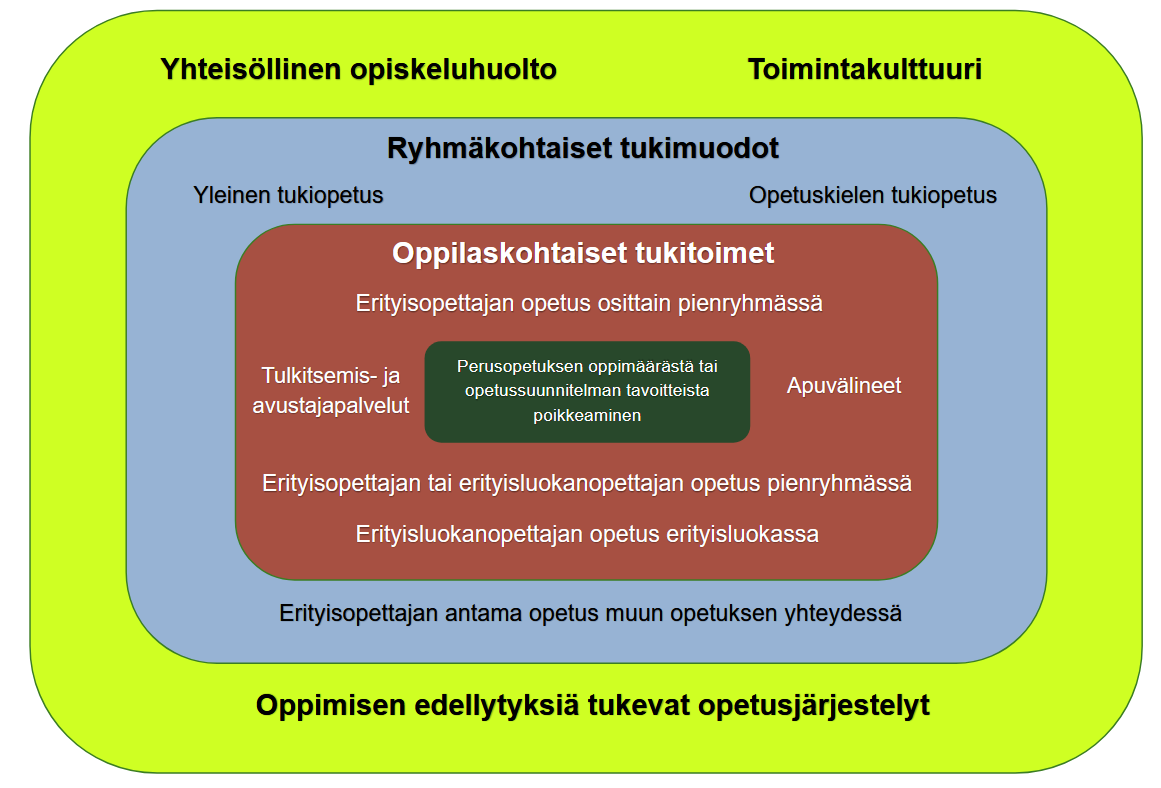 Yhteisöllinen opiskeluhuolto
Toimintakulttuuri
Ryhmäkohtaiset tukimuodot
Yleinen tukiopetus
Opetuskielen tukiopetus
Oppilaskohtaiset tukitoimet
Erityisopettajan opetus osittain pienryhmässä
Tulkitsemis- ja
avustajapalvelut
Perusopetuksen oppimäärästä tai
opetussuunnitelman tavoitteista
poikkeaminen
Apuvälineet
Erityisopettajan tai erityisluokanopettajan opetus pienryhmässä
Erityisluokanopettajan opetus erityisluokassa
Erityisopettajan antama opetus muun opetuksen yhteydessä
Oppimisen edellytyksiä tukevat opetusjärjestelyt